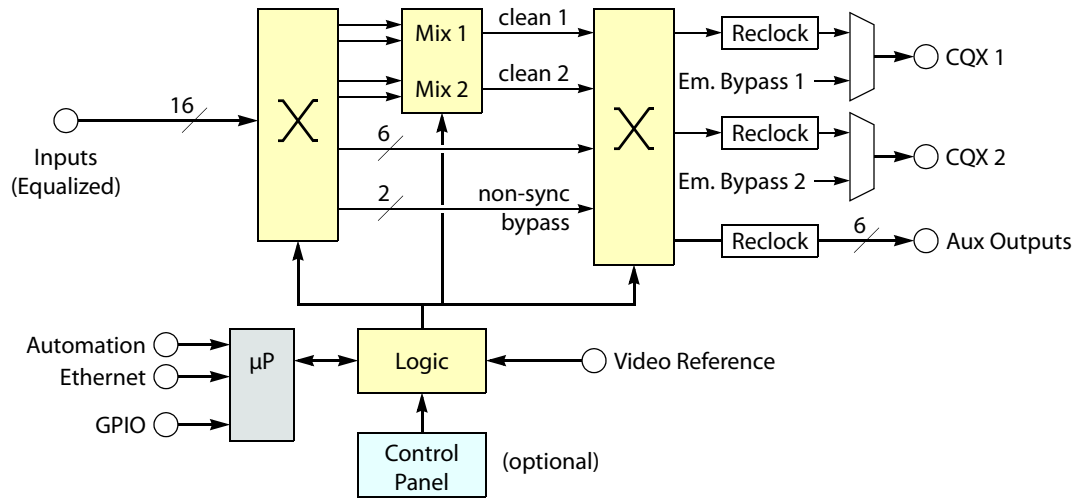 16
Inputs
(Equalized)
Mix 1
Mix 2
clean 1
clean 2
6
2
non-sync
bypass
Reclock
Em. Bypass 1
CQX 1
Reclock
Em. Bypass 2
CQX 2
Reclock
6
Aux Outputs
Automation
Ethernet
GPIO
µP
Logic
Video Reference
Control
Panel
(optional)